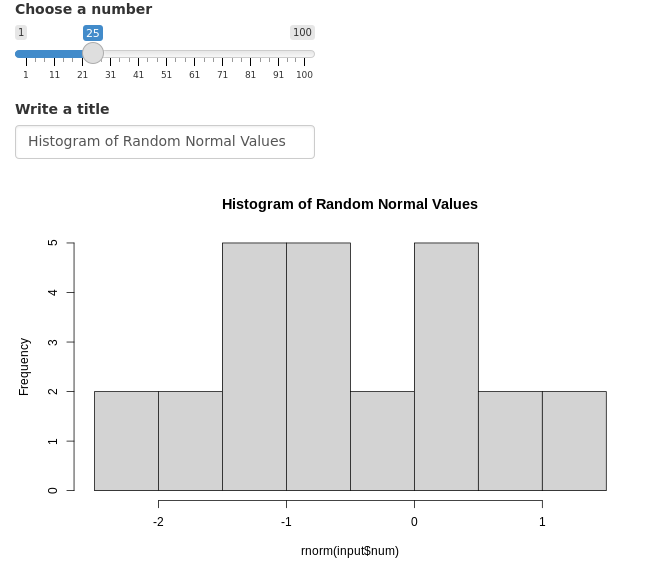 Choose a number
1 25 100
1 11 21 31 41 51 61 71 81 91 100
Write a title
Histogram of Random Normal Values
Histogram of Random Normal Values
5
4
3
2
1
0
Frequency
-2 -1 0 1
rnorm(input$num)